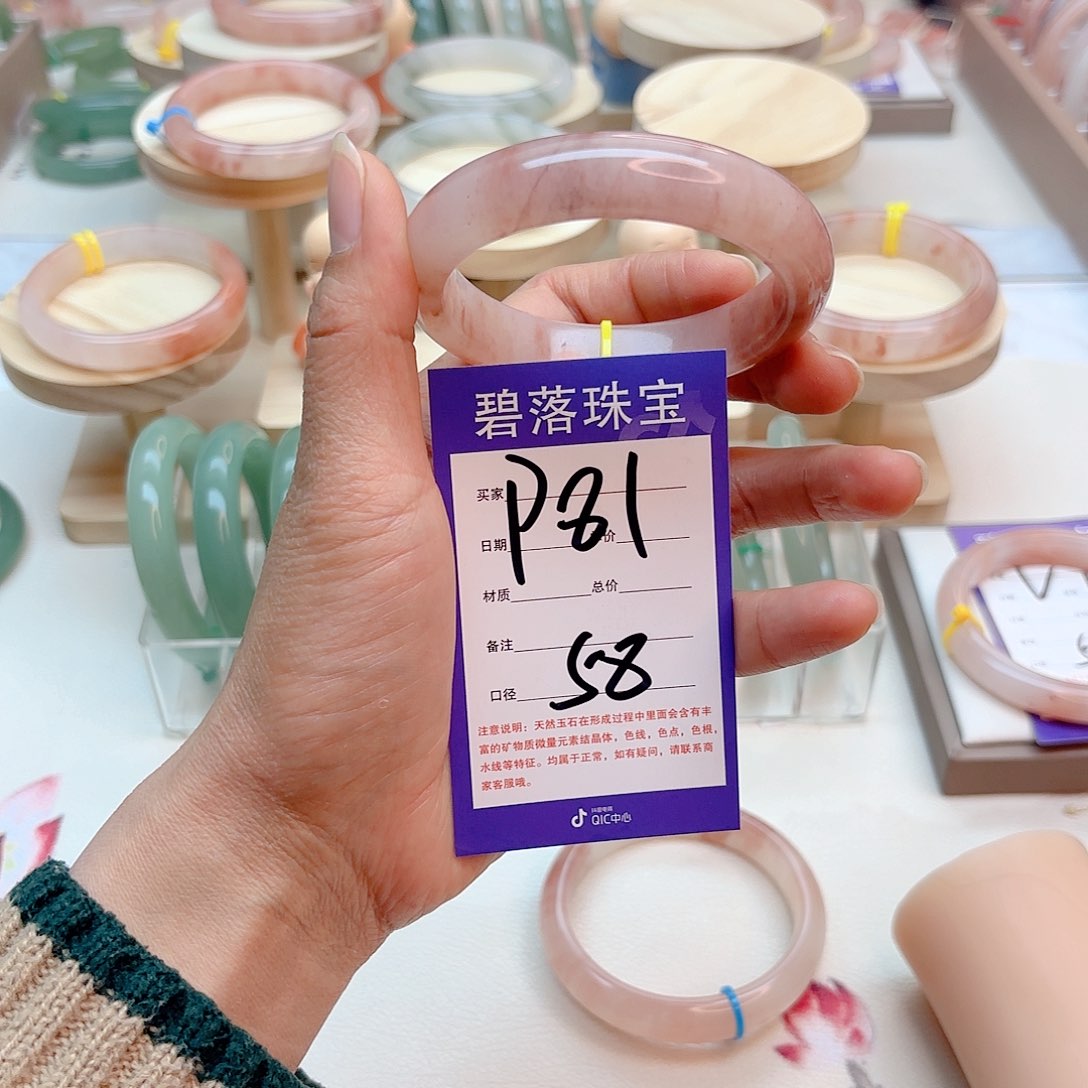 碧落珠宝
买家
P81
日期 价
材质 总价
备注
58
口径
注意说明：天然玉石在形成过程中里面会含有丰
富的矿物质微量元素结晶体，色线，色点，色根，
水线等特征。均属于正常，如有疑问，请联系商
家客服哦。
抖音电商
QIC中心